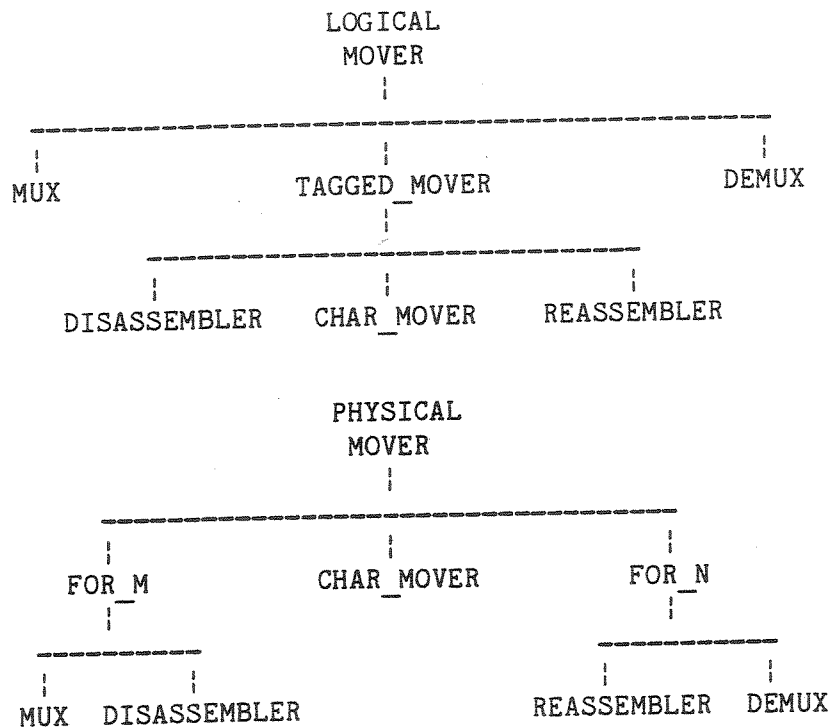 LOGICAL
MOVER
MUX TAGGED_MOVER DEMUX
DISASSEMBLER CHAR_MOVER REASSEMBLER
PHYSICAL
MOVER
FOR_M CHAR_MOVER FOR_N
MUX DISASSEMBLER REASSEMBLER DEMUX